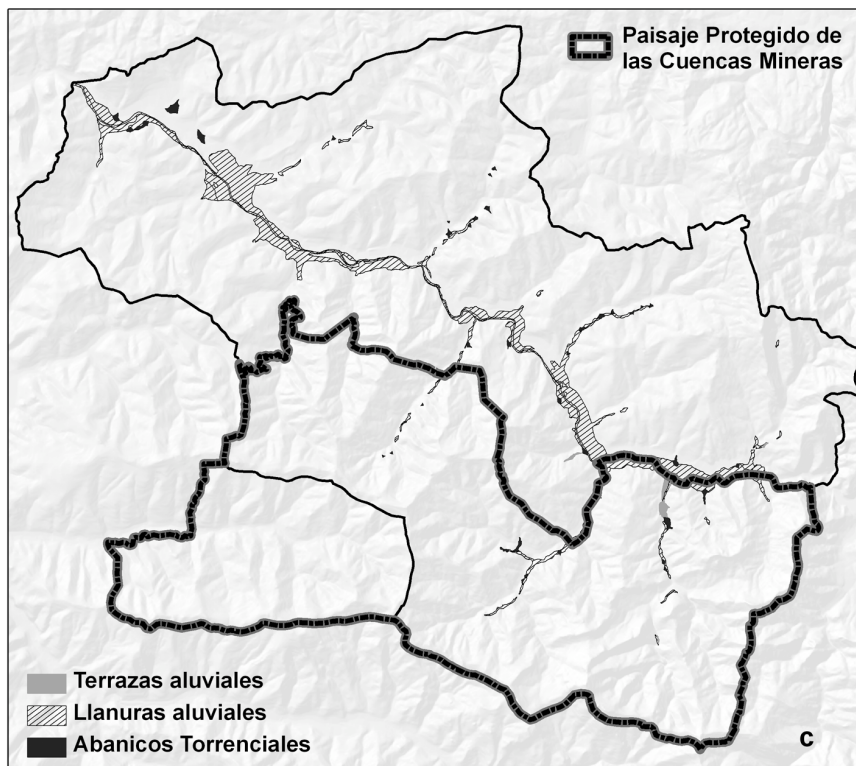 Paisaje Protegido de
las Cuencas Mineras
Terrazas aluviales
Llanuras aluviales
Abanicos Torrenciales
c